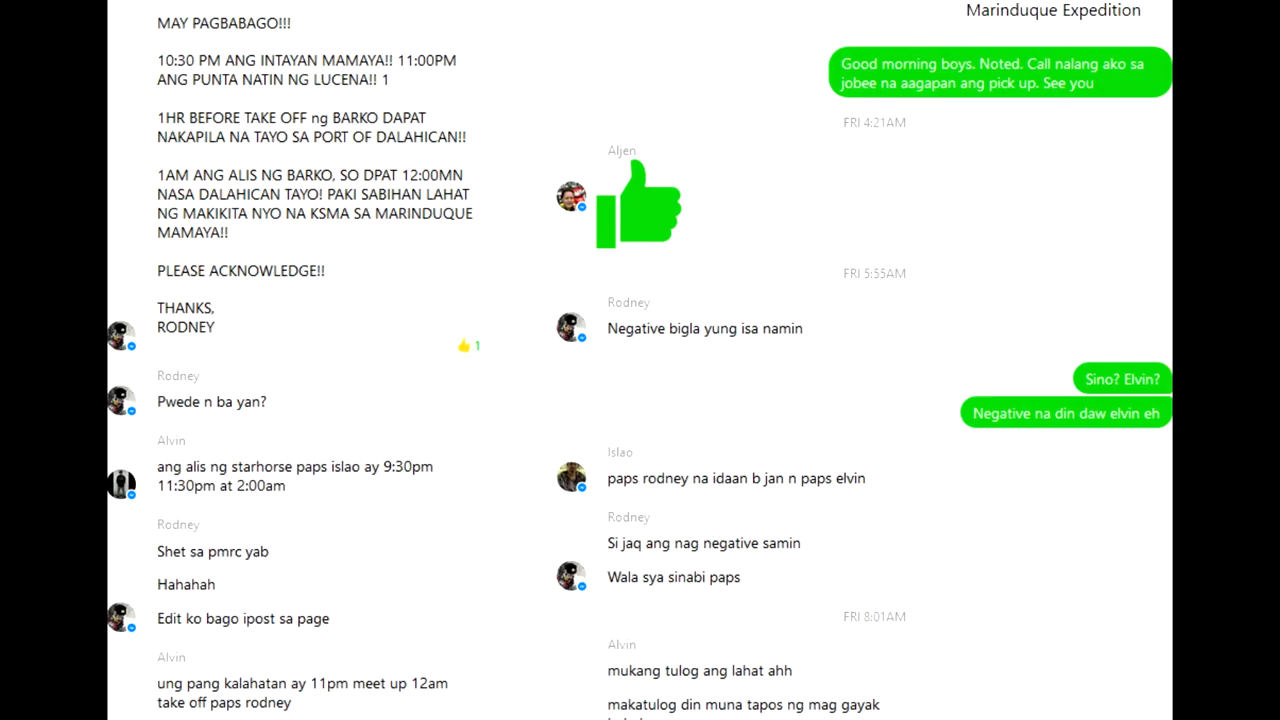 MAY PAGBABAGO!!!
10:30 PM ANG INTAYAN MAMAYA!! 11:00PM
ANG PUNTA NATIN NG LUCENA!! 1
1HR BEFORE TAKE OFF ng BARKO DAPAT
NAKAPILA NA TAYO SA PORT OF DALAHICAN!!
1AM ANG ALIS NG BARKO, SO DPAT 12:00MN
NASA DALAHICAN TAYO! PAKI SABIHAN LAHAT
NG MAKIKITA NYO NA KSMA SA MARINDUQUE
MAMAYA!!
PLEASE ACKNOWLEDGE!!
THANKS,
RODNEY
1
Rodney
Pwede n ba yan?
Alvin
ang alis ng starhorse paps islao ay 9:30pm
11:30pm at 2:00am
Rodney
Shet sa pmrc yab
Hahahah
Edit ko bago ipost sa page
Alvin
ung pang kalahatan ay 11pm meet up 12am
take off paps rodney
Marinduque Expedition
Good morning boys. Noted. Call nalang ako sa
jobee na aagapan ang pick up. See you
FRI 4:21AM
Aljen
FRI 5:55AM
Rodney
Negative bigla yung isa namin
Sino? Elvin?
Negative na din daw elvin eh
Islao
paps rodney na idaan b jan n paps elvin
Rodney
Si jaq ang nag negative samin
Wala sya sinabi paps
FRI 8:01AM
Alvin
mukang tulog ang lahat ahh
makatulog din muna tapos ng mag gayak